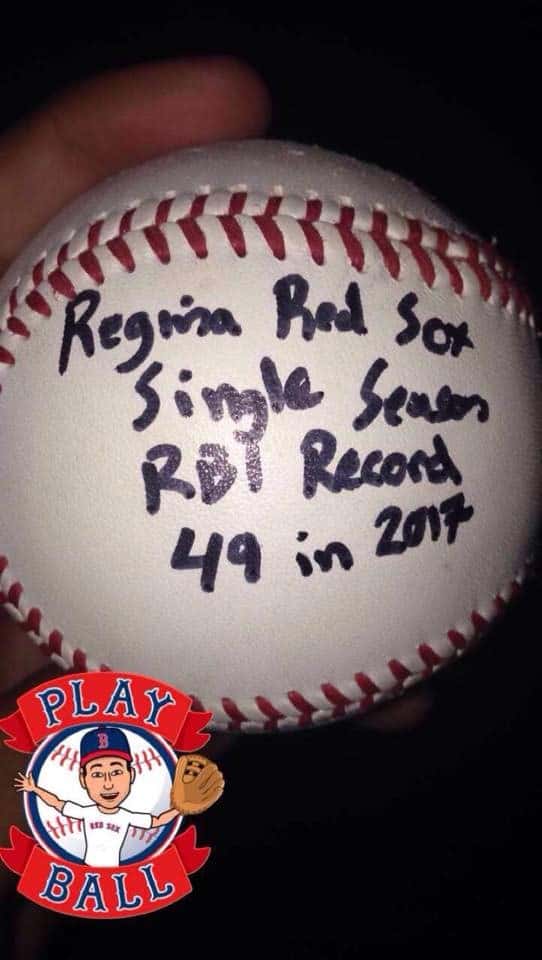 Regina Red Sox
Single Season
RBI Record
49 in 2017
PLAY
B
RED SOX
BALL